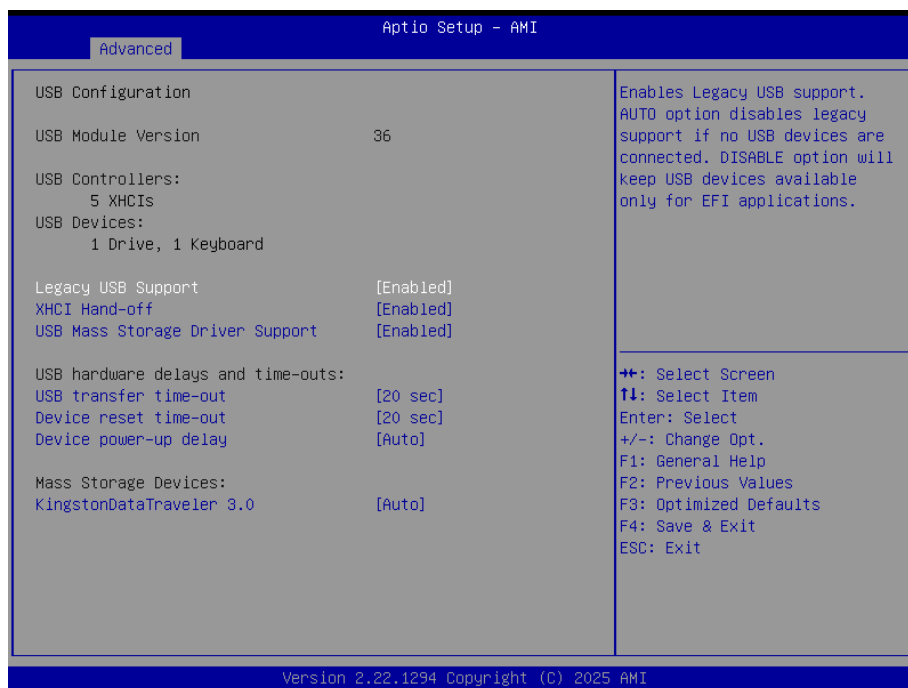 Aptio Setup – AMI
Advanced
USB Configuration
USB Module Version 36
USB Controllers:
5 XHCIs
USB Devices:
1 Drive, 1 Keyboard
Legacy USB Support [Enabled]
XHCI Hand-off [Enabled]
USB Mass Storage Driver Support [Enabled]
USB hardware delays and time-outs:
USB transfer time-out [20 sec]
Device reset time-out [20 sec]
Device power-up delay [Auto]
Mass Storage Devices:
KingstonDataTraveler 3.0 [Auto]
Enables Legacy USB support.
AUTO option disables legacy
support if no USB devices are
connected. DISABLE option will
keep USB devices available
only for EFI applications.
→←: Select Screen
↑↓: Select Item
Enter: Select
+/-: Change Opt.
F1: General Help
F2: Previous Values
F3: Optimized Defaults
F4: Save & Exit
ESC: Exit
Version 2.22.1294 Copyright (C) 2025 AMI